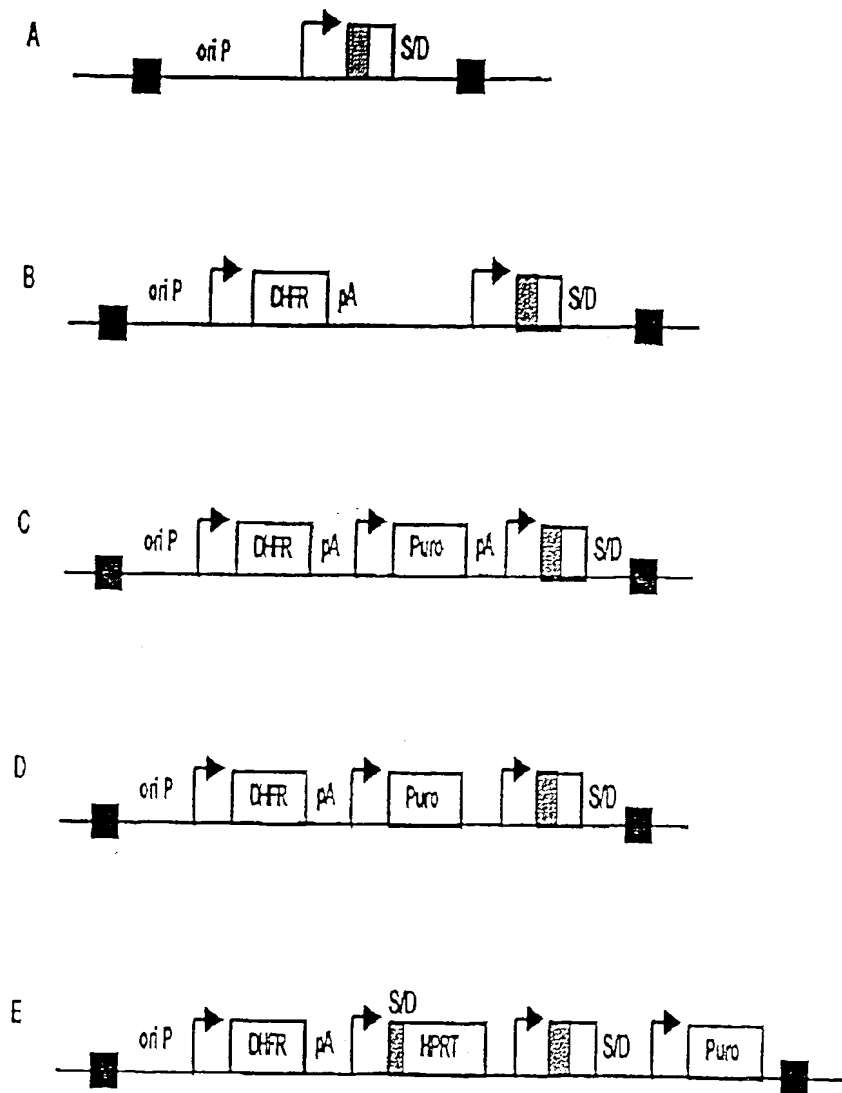 A
ori P S/D
B
ori P DHFR pA S/D
C
ori P DHFR pA Puro pA S/D
D
ori P DHFR pA Puro S/D
E
S/D
ori P DHFR pA HPRT S/D Puro